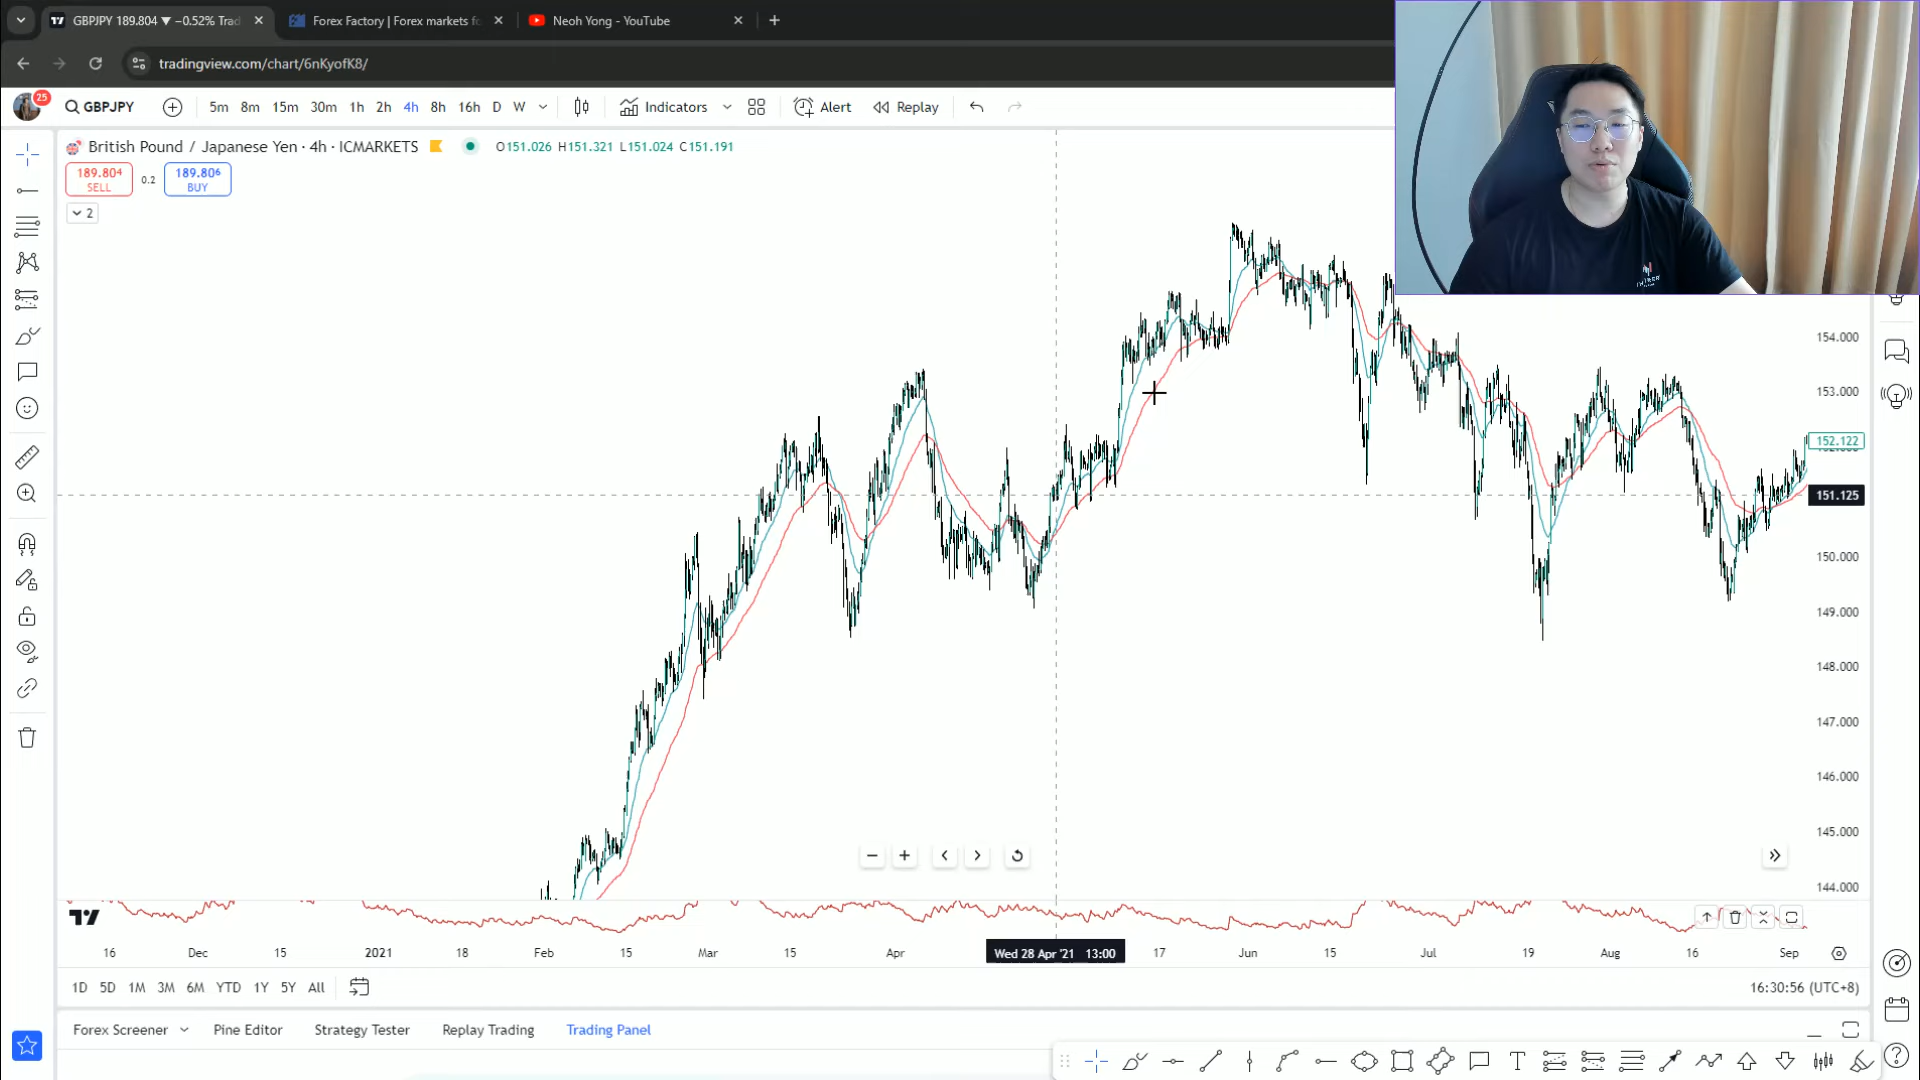 GBPJPY 189.804 ▼ −0.52% Trad
Forex Factory | Forex markets fo
Neoh Yong - YouTube
tradingview.com/chart/6nKyofK8/
25
GBPJPY
5m 8m 15m 30m 1h 2h 4h 8h 16h D W
Indicators
Alert
Replay
British Pound / Japanese Yen · 4h · ICMARKETS
O151.026 H151.321 L151.024 C151.191
189.804
SELL
0.2
189.806
BUY
2
154.000
153.000
152.122
151.125
150.000
149.000
148.000
147.000
146.000
145.000
144.000
16 Dec 15 2021 18 Feb 15 Mar 15 Apr Wed 28 Apr '21 13:00 17 Jun 15 Jul 19 Aug 16 Sep
1D 5D 1M 3M 6M YTD 1Y 5Y All
16:30:56 (UTC+8)
Forex Screener
Pine Editor
Strategy Tester
Replay Trading
Trading Panel